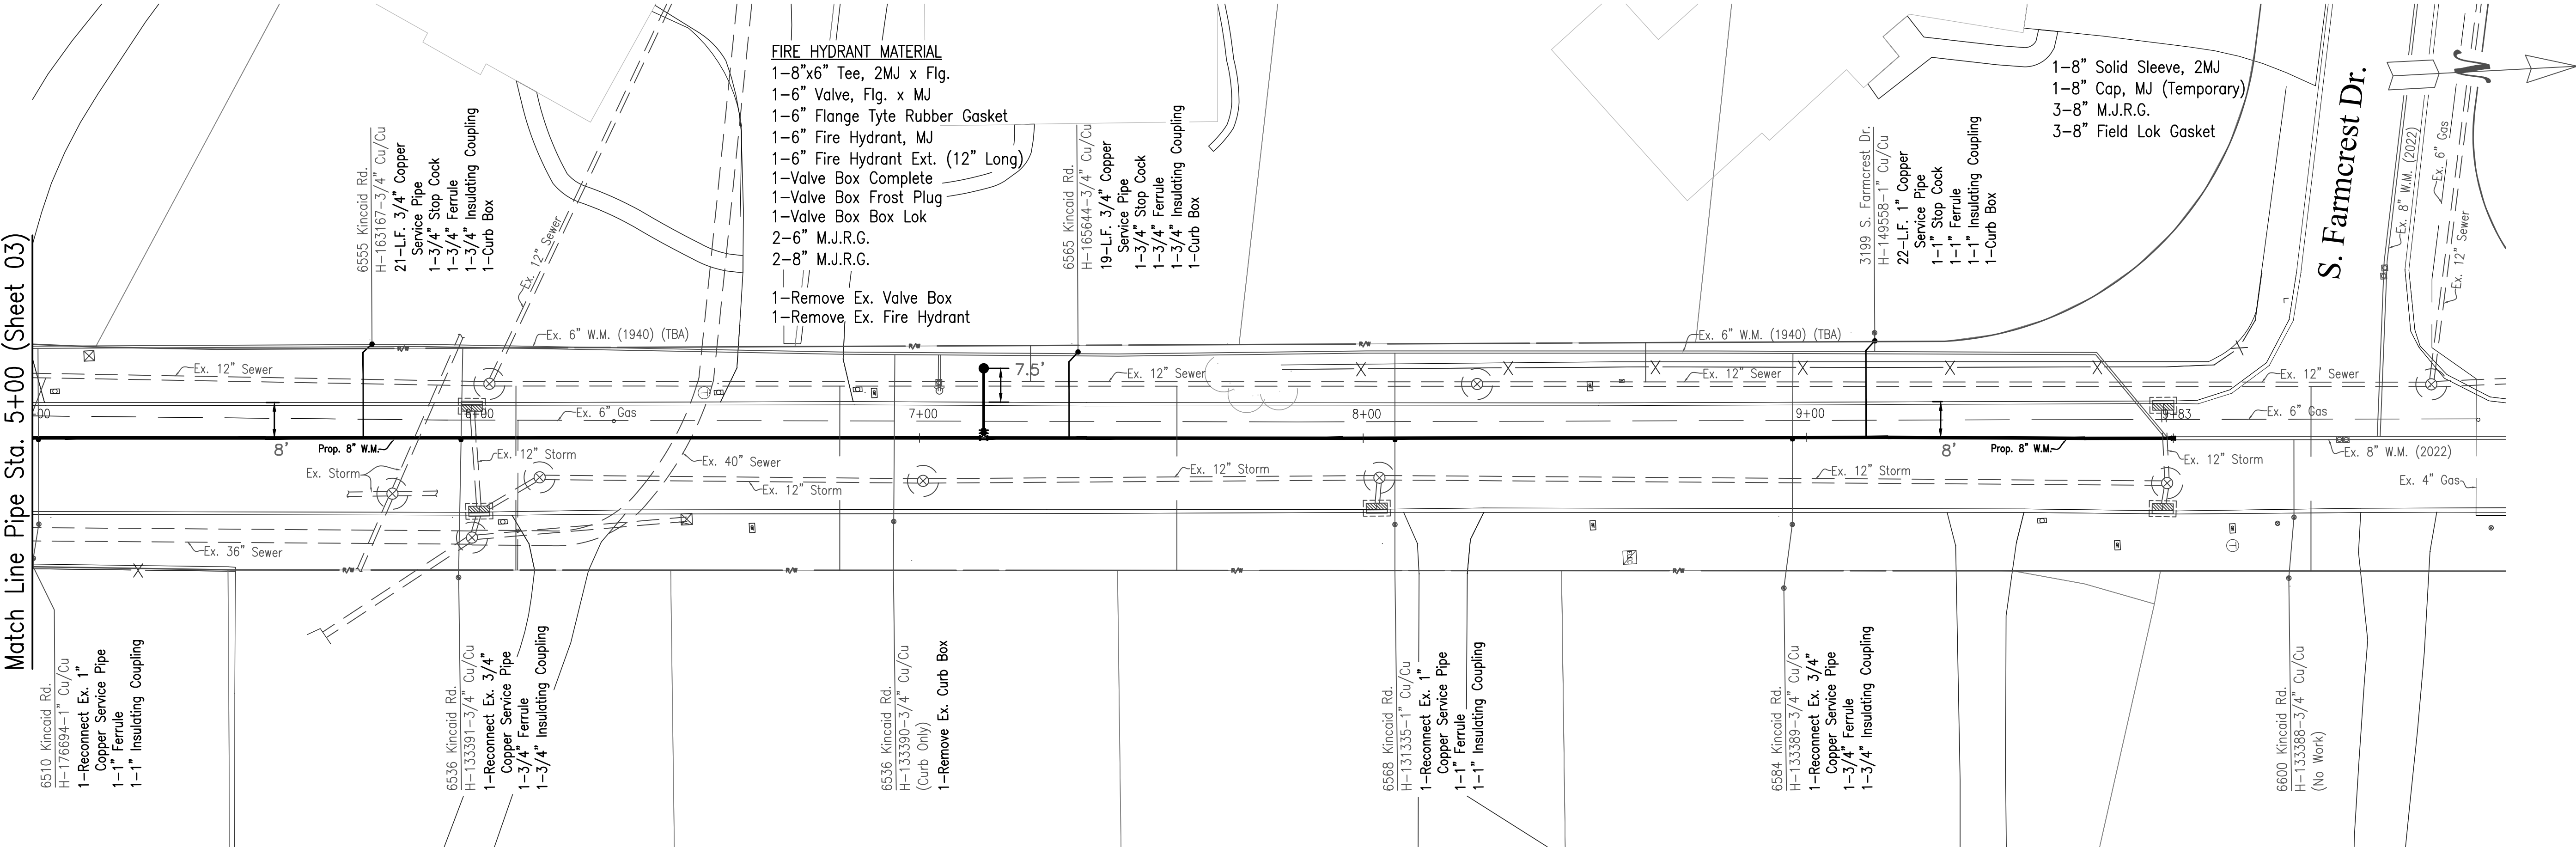 Match Line Pipe Sta. 5+00 (Sheet 03)
6555 Kincaid Rd.
H-163167-3/4" Cu/Cu
21-L.F. 3/4" Copper
Service Pipe
1-3/4" Stop Cock
1-3/4" Ferrule
1-3/4" Insulating Coupling
1-Curb Box
Ex. 12" Sewer
FIRE HYDRANT MATERIAL
1-8"x6" Tee, 2MJ x Flg.
1-6" Valve, Flg. x MJ
1-6" Flange Tyte Rubber Gasket
1-6" Fire Hydrant, MJ
1-6" Fire Hydrant Ext. (12" Long)
1-Valve Box Complete
1-Valve Box Frost Plug
1-Valve Box Box Lok
2-6" M.J.R.G.
2-8" M.J.R.G.
1-Remove Ex. Valve Box
1-Remove Ex. Fire Hydrant
6565 Kincaid Rd.
H-165644-3/4" Cu/Cu
19-L.F. 3/4" Copper
Service Pipe
1-3/4" Stop Cock
1-3/4" Ferrule
1-3/4" Insulating Coupling
1-Curb Box
3199 S. Farmcrest Dr.
H-149558-1" Cu/Cu
22-L.F. 1" Copper
Service Pipe
1-1" Stop Cock
1-1" Ferrule
1-1" Insulating Coupling
1-Curb Box
1-8" Solid Sleeve, 2MJ
1-8" Cap, MJ (Temporary)
3-8" M.J.R.G.
3-8" Field Lok Gasket
S. Farmcrest Dr.
Ex. 8" W.M. (2022)
Ex. 6" Gas
Ex. 12" Sewer
N
Ex. 6" W.M. (1940) (TBA)
Ex. 6" W.M. (1940) (TBA)
R/W
R/W
R/W
Ex. 12" Sewer
7.5'
Ex. 12" Sewer
Ex. 12" Sewer
Ex. 12" Sewer
00
6+00
Ex. 6" Gas
7+00
8+00
9+00
9+83
Ex. 6" Gas
8'
Prop. 8" W.M.
8'
Prop. 8" W.M.
Ex. 8" W.M. (2022)
Ex. Storm
Ex. 12" Storm
Ex. 40" Sewer
Ex. 12" Storm
Ex. 12" Storm
Ex. 12" Storm
Ex. 12" Storm
Ex. 4" Gas
Ex. 36" Sewer
R/W
R/W
R/W
R/W
6510 Kincaid Rd.
H-176694-1" Cu/Cu
1-Reconnect Ex. 1"
Copper Service Pipe
1-1" Ferrule
1-1" Insulating Coupling
6536 Kincaid Rd.
H-133391-3/4" Cu/Cu
1-Reconnect Ex. 3/4"
Copper Service Pipe
1-3/4" Ferrule
1-3/4" Insulating Coupling
6536 Kincaid Rd.
H-133390-3/4" Cu/Cu
(Curb Only)
1-Remove Ex. Curb Box
6568 Kincaid Rd.
H-131335-1" Cu/Cu
1-Reconnect Ex. 1"
Copper Service Pipe
1-1" Ferrule
1-1" Insulating Coupling
6584 Kincaid Rd.
H-133389-3/4" Cu/Cu
1-Reconnect Ex. 3/4"
Copper Service Pipe
1-3/4" Ferrule
1-3/4" Insulating Coupling
6600 Kincaid Rd.
H-133388-3/4" Cu/Cu
(No Work)